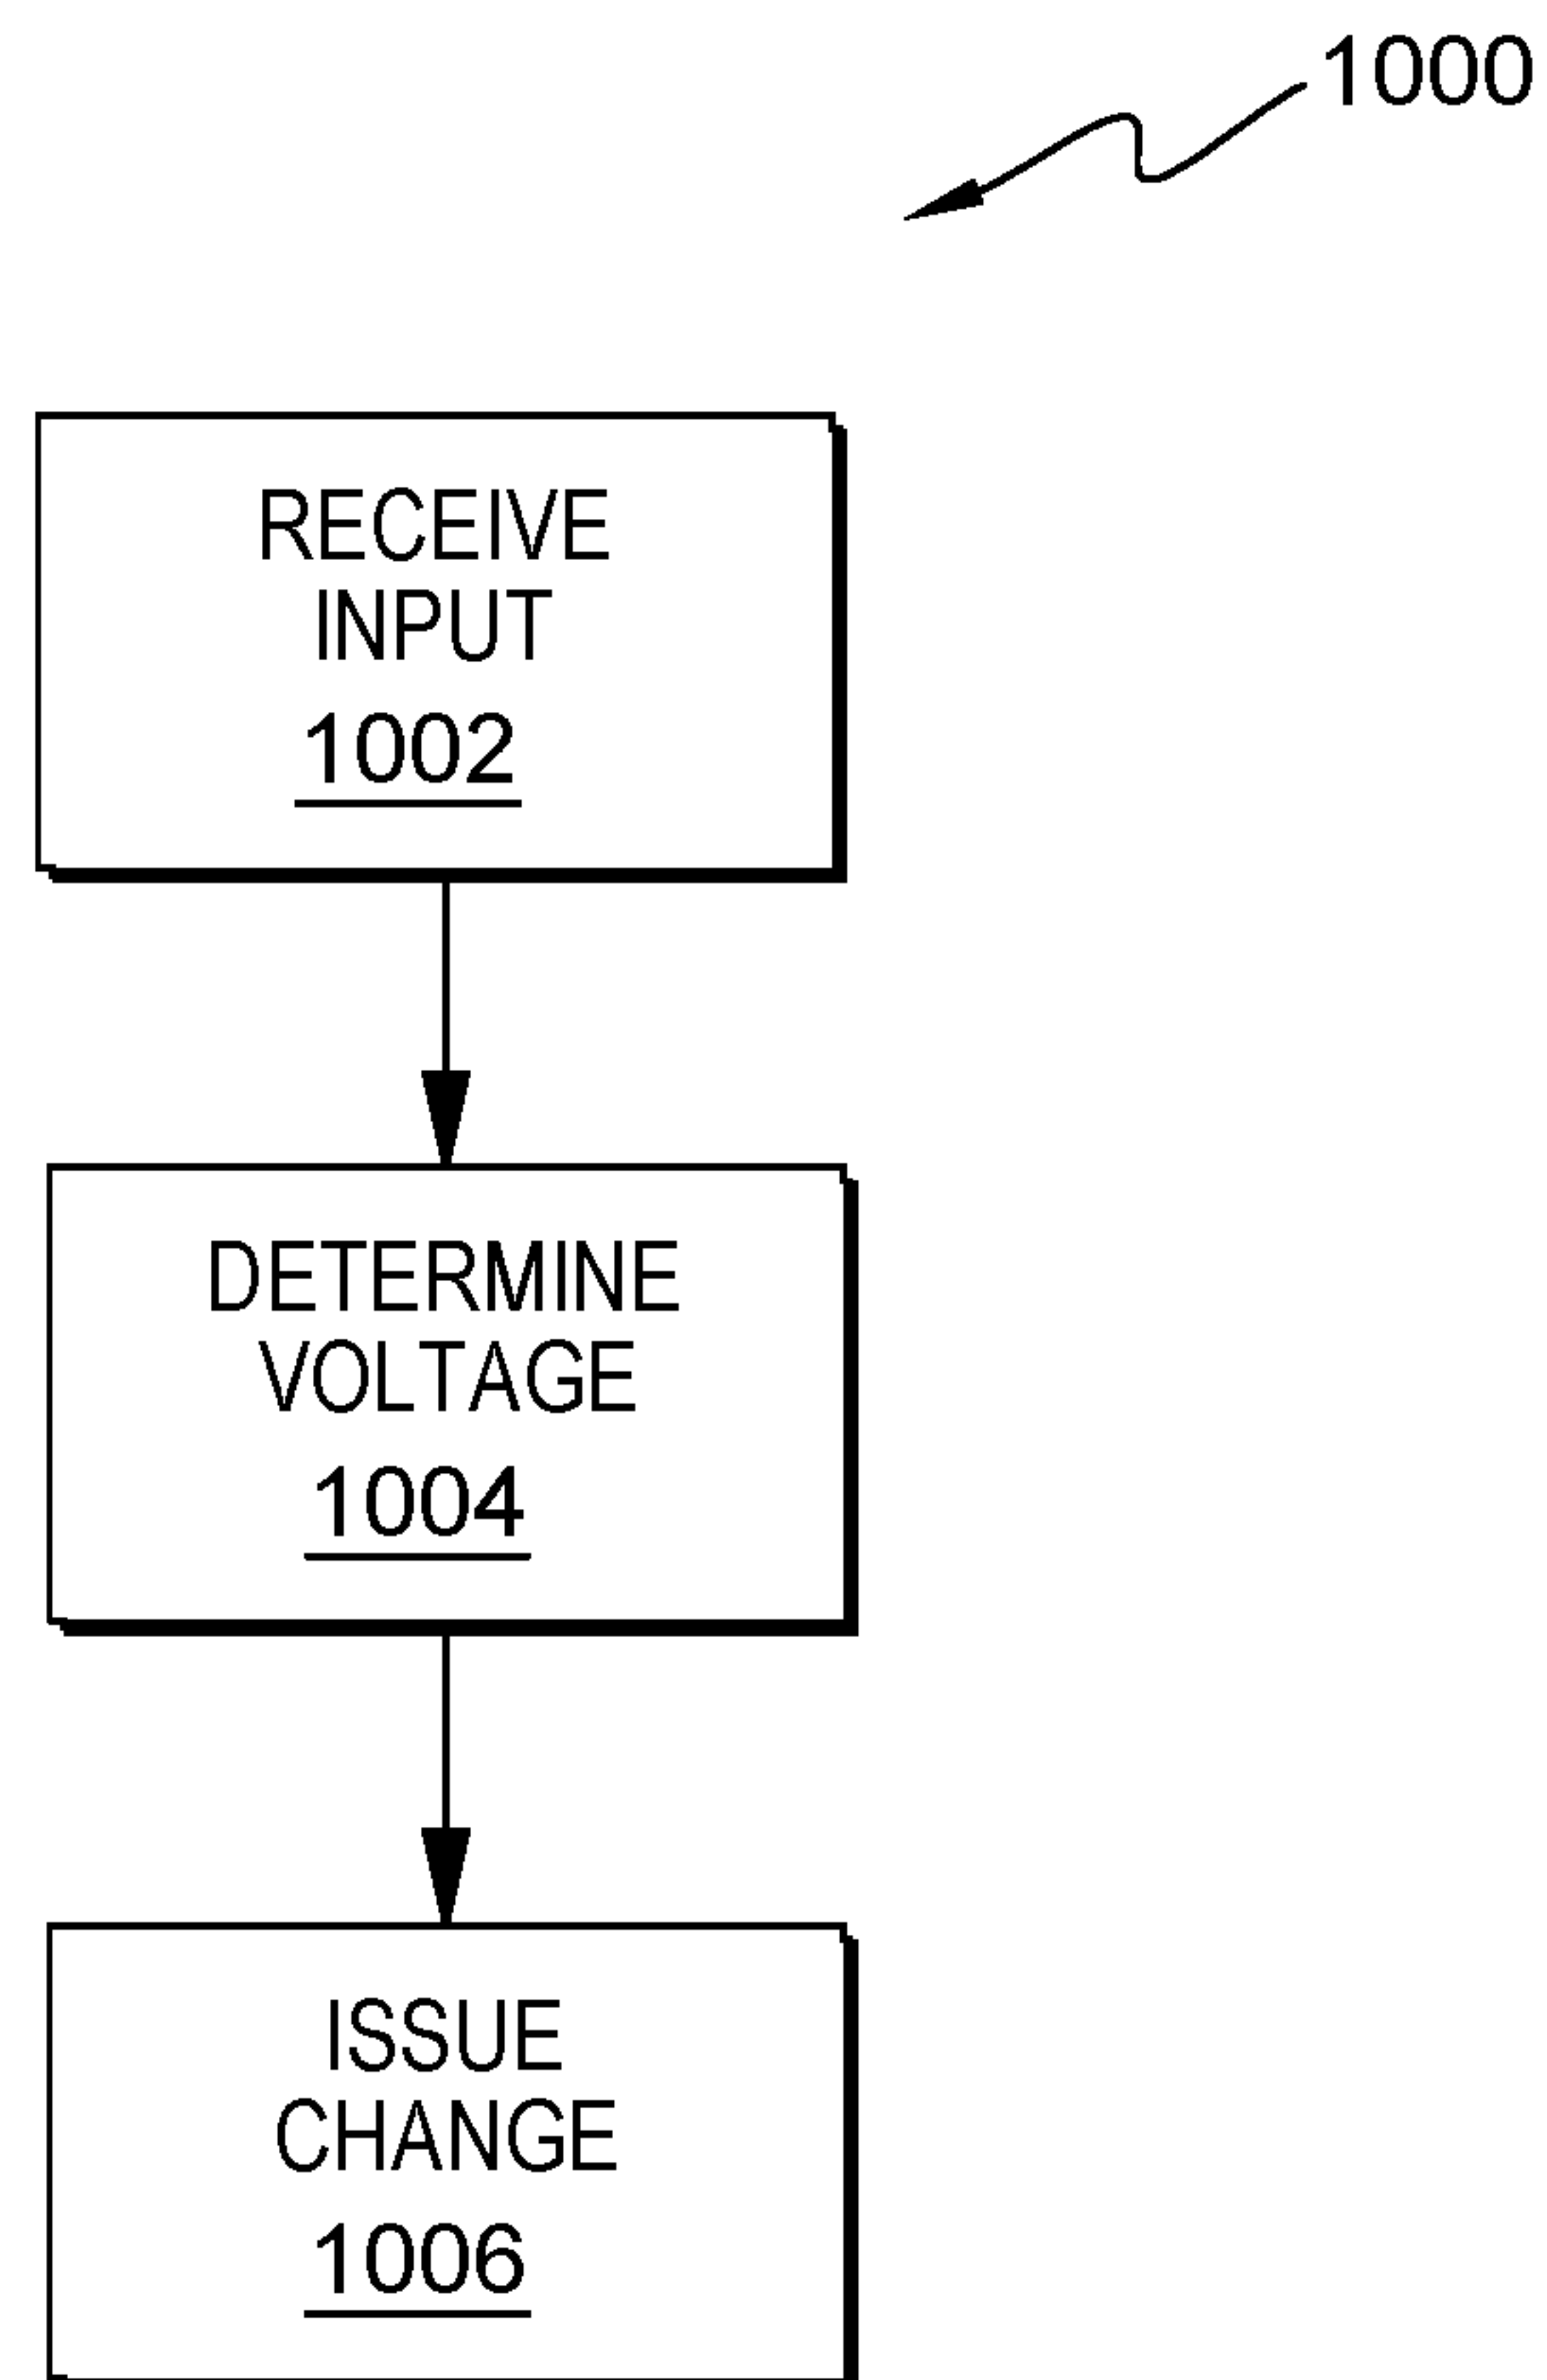 1000
RECEIVE
INPUT
1002
DETERMINE
VOLTAGE
1004
ISSUE
CHANGE
1006